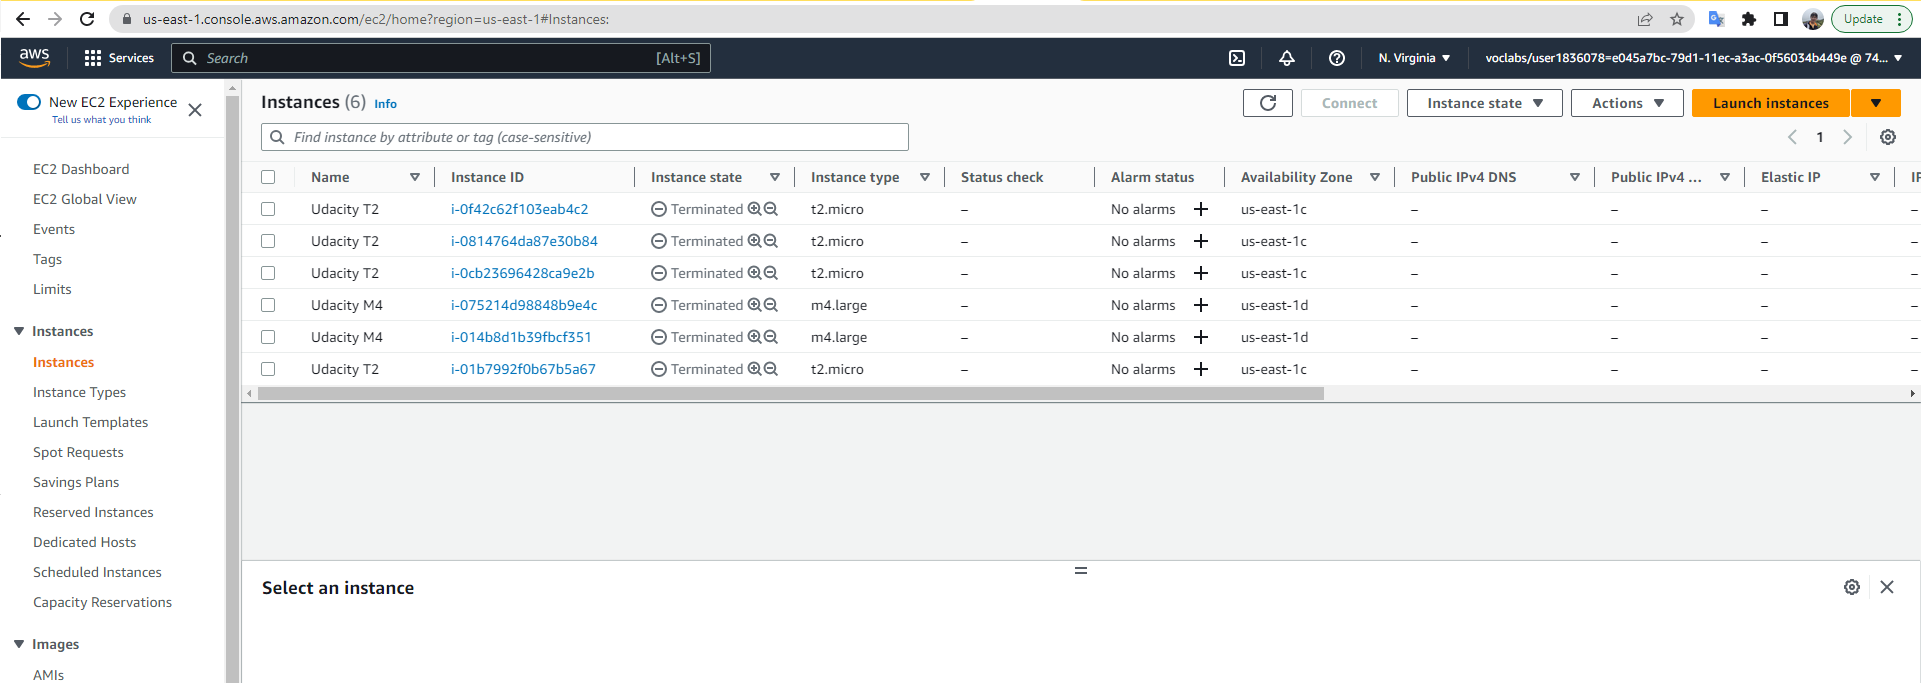 us-east-1.console.aws.amazon.com/ec2/home?region=us-east-1#Instances:
Update
aws
Services
Search
[Alt+S]
N. Virginia
voclabs/user1836078=e045a7bc-79d1-11ec-a3ac-0f56034b449e @ 74...
New EC2 Experience
Tell us what you think
EC2 Dashboard
EC2 Global View
Events
Tags
Limits
Instances
Instances
Instance Types
Launch Templates
Spot Requests
Savings Plans
Reserved Instances
Dedicated Hosts
Scheduled Instances
Capacity Reservations
Images
AMIs
Instances (6) Info
Connect
Instance state
Actions
Launch instances
Find instance by attribute or tag (case-sensitive)
1
Name Instance ID Instance state Instance type Status check Alarm status Availability Zone Public IPv4 DNS Public IPv4 ... Elastic IP
Udacity T2 i-0f42c62f103eab4c2 Terminated t2.micro – No alarms + us-east-1c – – – –
Udacity T2 i-0814764da87e30b84 Terminated t2.micro – No alarms + us-east-1c – – – –
Udacity T2 i-0cb23696428ca9e2b Terminated t2.micro – No alarms + us-east-1c – – – –
Udacity M4 i-075214d98848b9e4c Terminated m4.large – No alarms + us-east-1d – – – –
Udacity M4 i-014b8d1b39fbcf351 Terminated m4.large – No alarms + us-east-1d – – – –
Udacity T2 i-01b7992f0b67b5a67 Terminated t2.micro – No alarms + us-east-1c – – – –
Select an instance